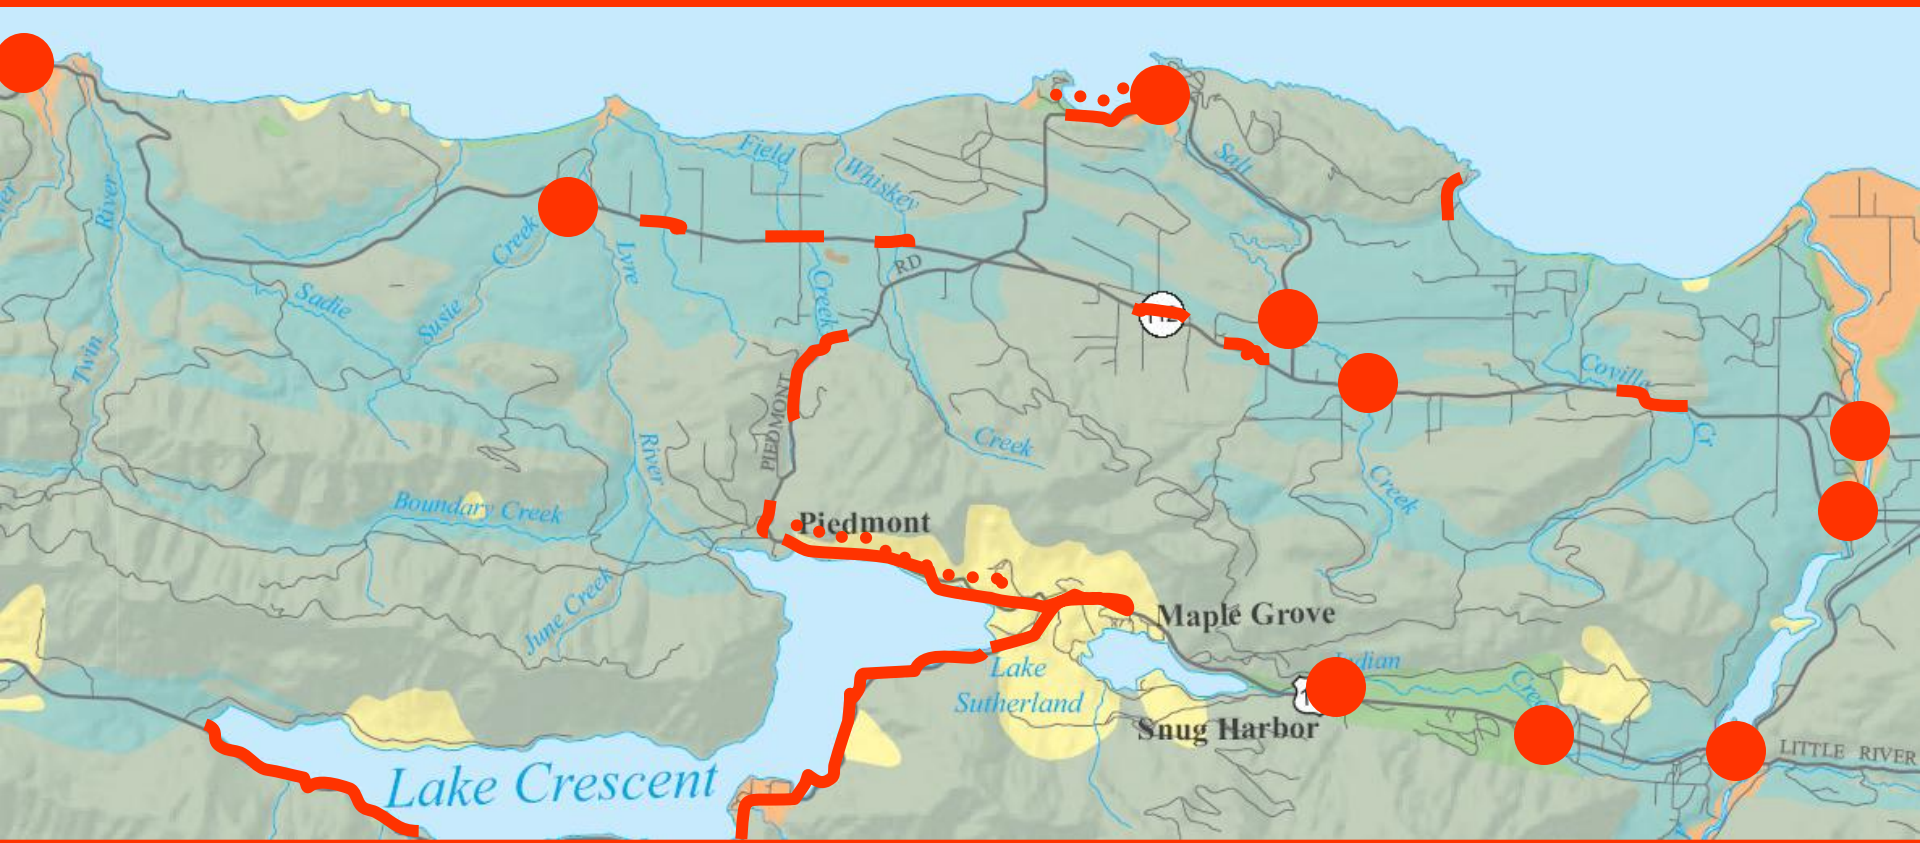 Field
Whiskey
Salt
River
Creek
Lyre
RD
Sadie
Susie
Creek
Twin
Coville
PIEDMONT
Creek
Cr
River
Creek
Boundary Creek
Piedmont
June Creek
Maple Grove
Lake
Sutherland
Creek
Snug Harbor
LITTLE RIVER
Lake Crescent